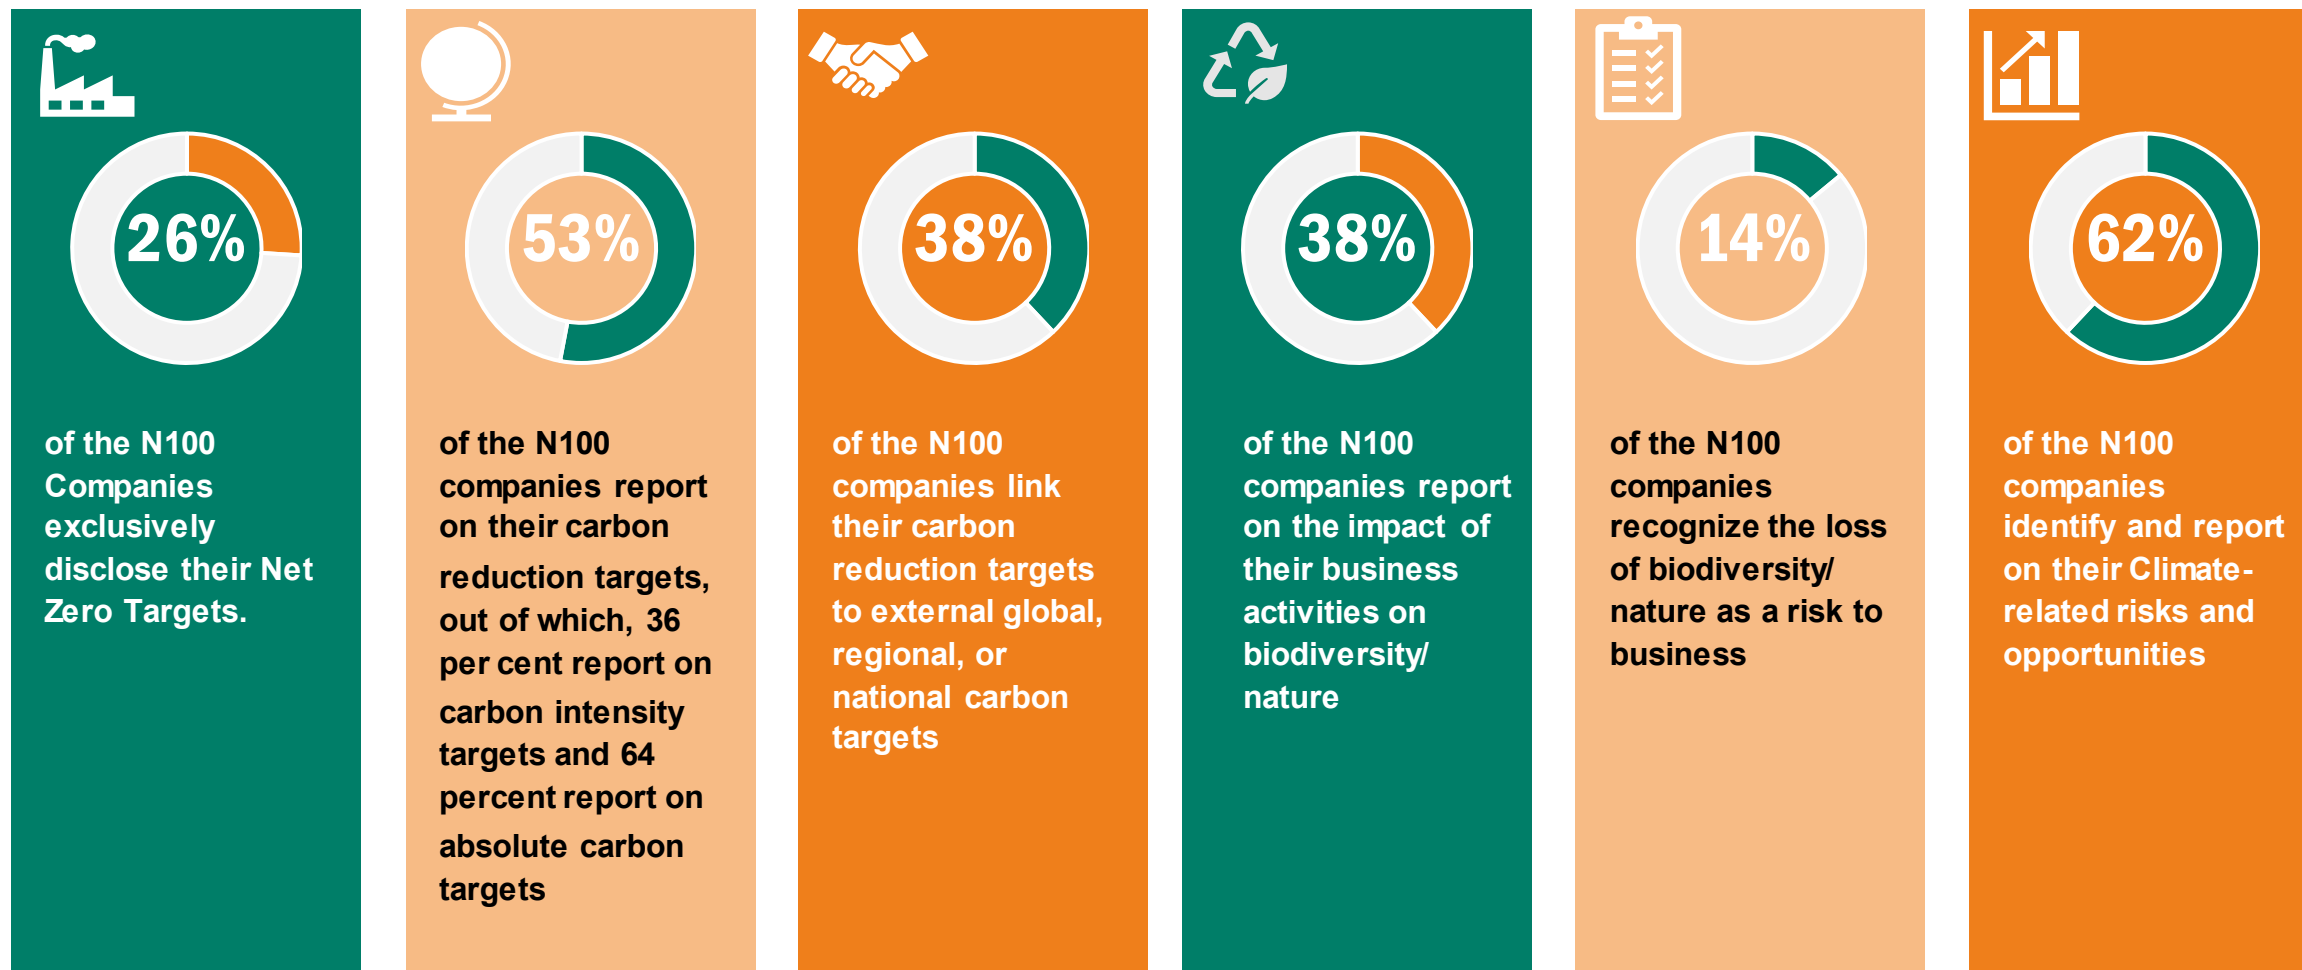 26%
of the N100
Companies
exclusively
disclose their Net
Zero Targets.
53%
of the N100
companies report
on their carbon
reduction targets,
out of which, 36
per cent report on
carbon intensity
targets and 64
percent report on
absolute carbon
targets
38%
of the N100
companies link
their carbon
reduction targets
to external global,
regional, or
national carbon
targets
38%
of the N100
companies report
on the impact of
their business
activities on
biodiversity/
nature
14%
of the N100
companies
recognize the loss
of biodiversity/
nature as a risk to
business
62%
of the N100
companies
identify and report
on their Climate-
related risks and
opportunities